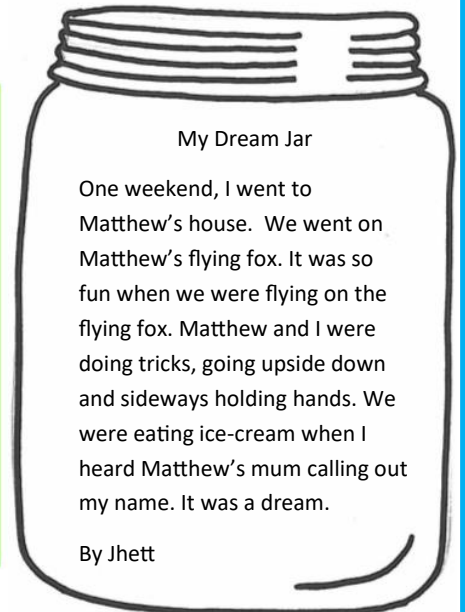 My Dream Jar
One weekend, I went to
Matthew’s house.  We went on
Matthew’s flying fox. It was so
fun when we were flying on the
flying fox. Matthew and I were
doing tricks, going upside down
and sideways holding hands. We
were eating ice-cream when I
heard Matthew’s mum calling out
my name. It was a dream.
By Jhett